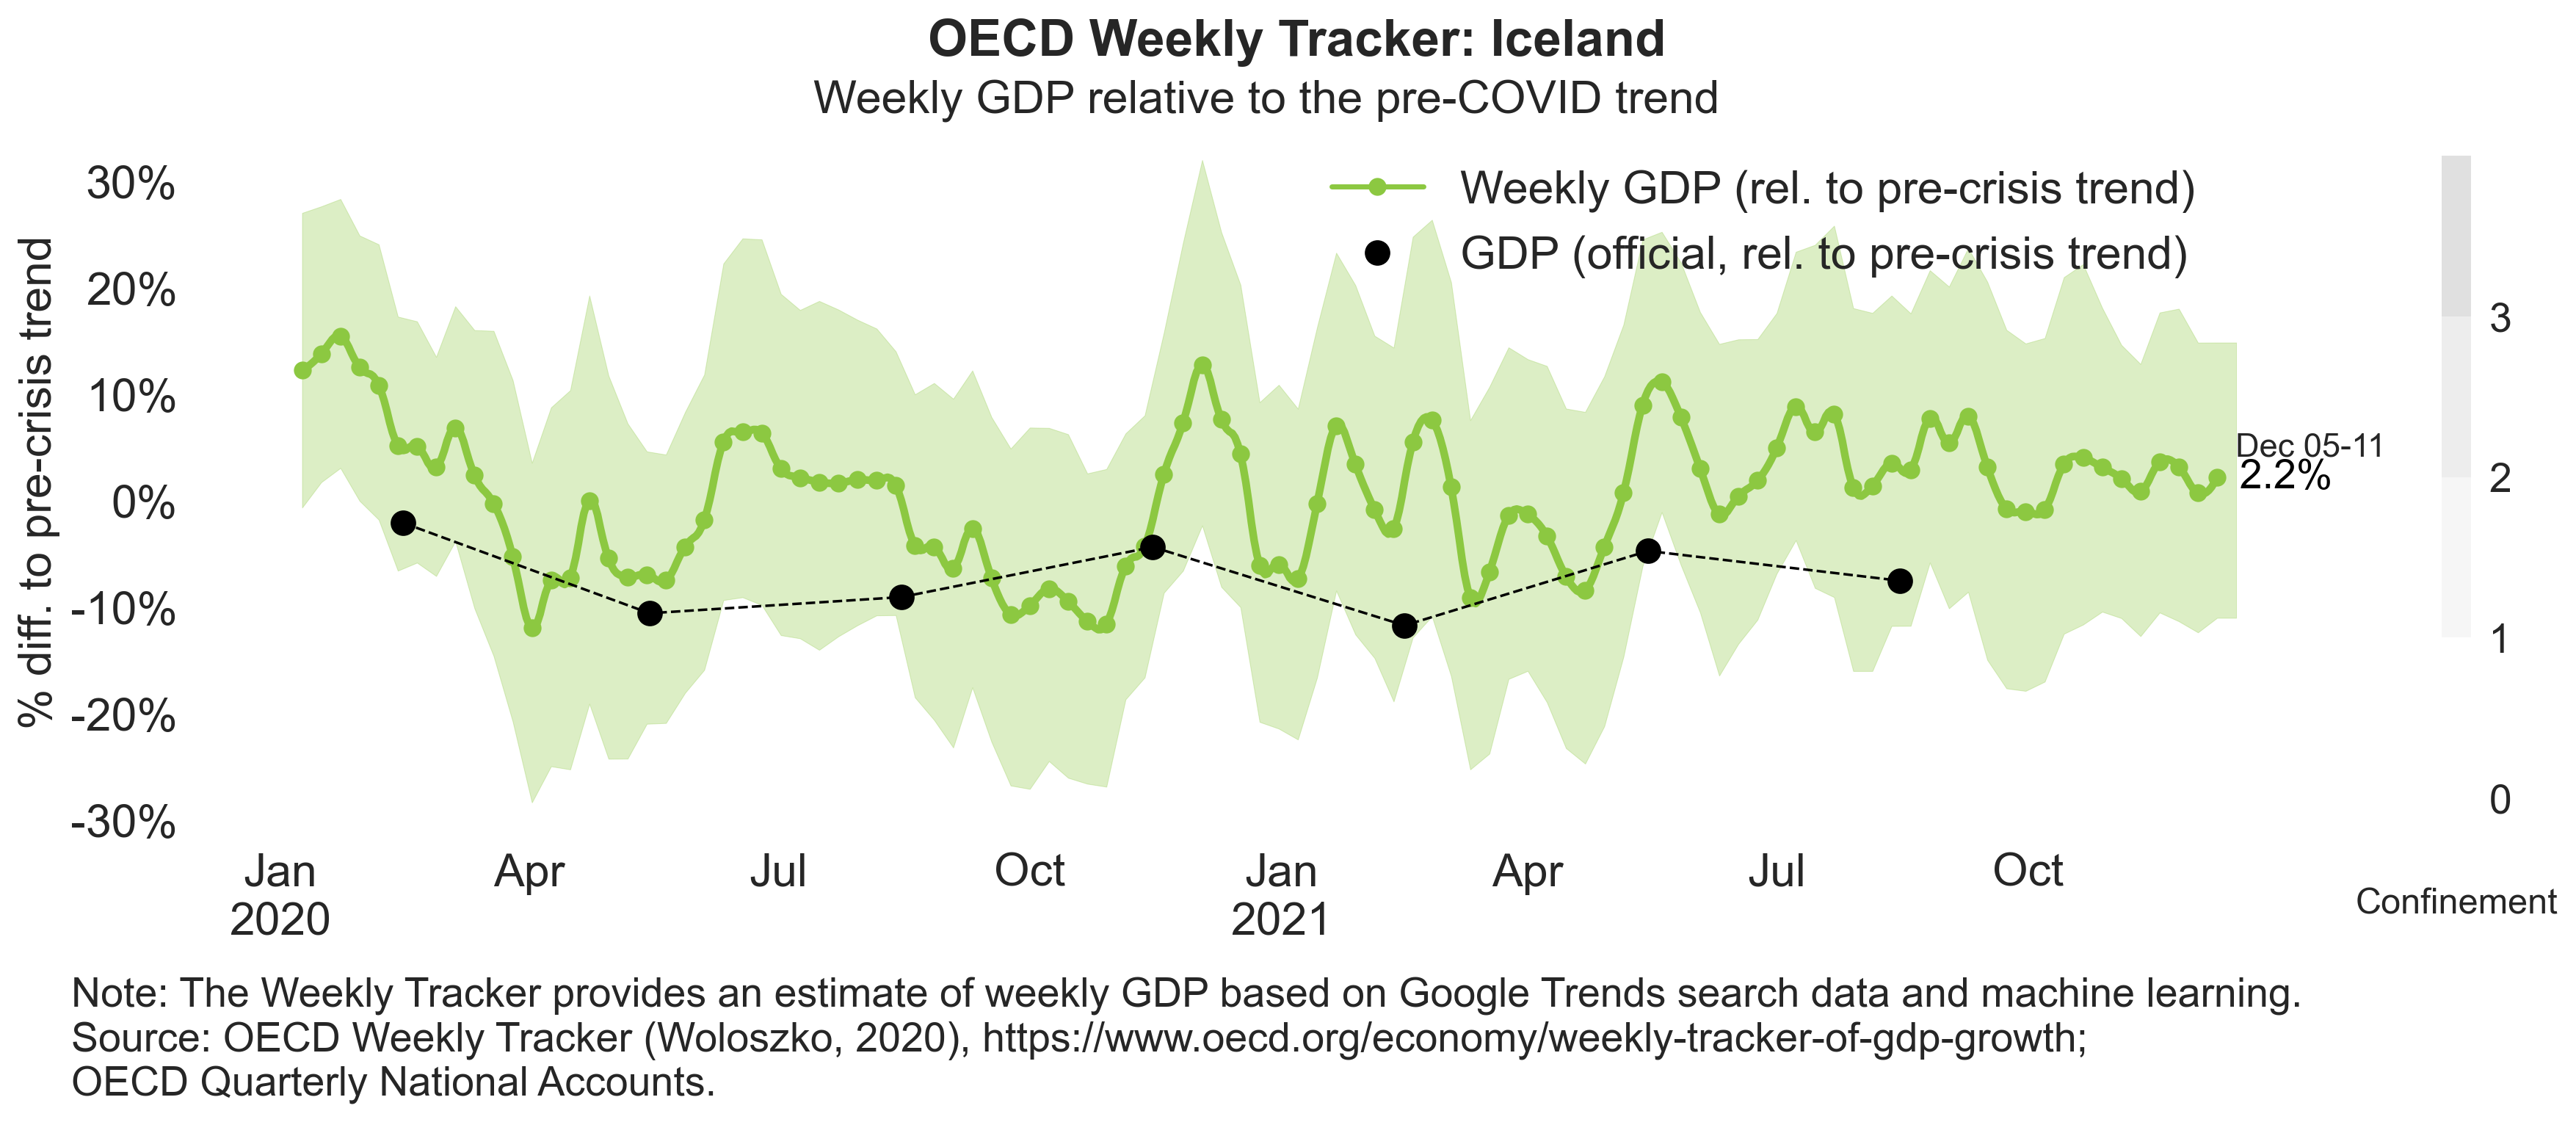 OECD Weekly Tracker: Iceland
Weekly GDP relative to the pre-COVID trend
% diff. to pre-crisis trend
30%
20%
10%
0%
-10%
-20%
-30%
Weekly GDP (rel. to pre-crisis trend)
GDP (official, rel. to pre-crisis trend)
Dec 05-11
2.2%
3
2
1
0
Confinement
Jan Apr Jul Oct Jan Apr Jul Oct
2020 2021
Note: The Weekly Tracker provides an estimate of weekly GDP based on Google Trends search data and machine learning.
Source: OECD Weekly Tracker (Woloszko, 2020), https://www.oecd.org/economy/weekly-tracker-of-gdp-growth;
OECD Quarterly National Accounts.